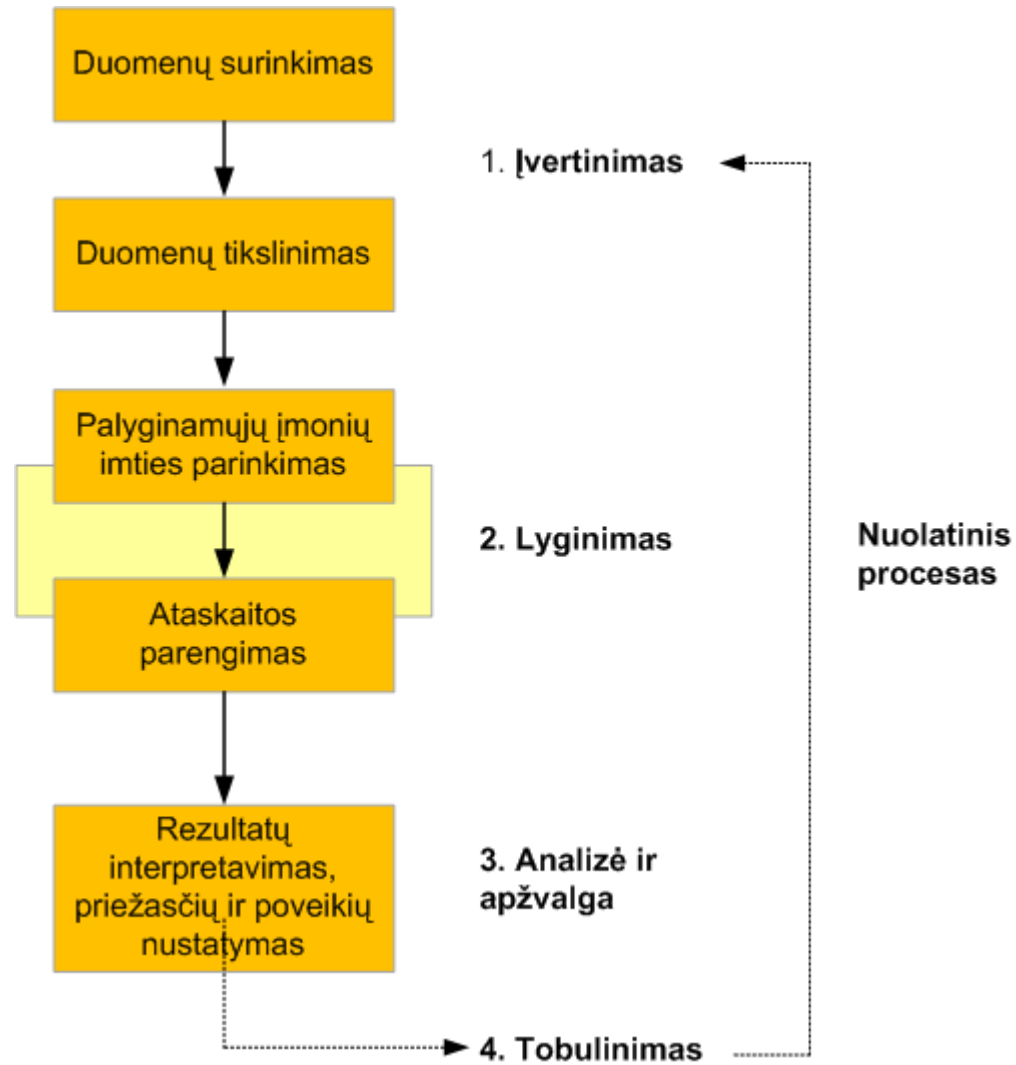 Duomenų surinkimas
1. Įvertinimas
Duomenų tikslinimas
Palyginamųjų įmonių
imties parinkimas
2. Lyginimas
Nuolatinis
procesas
Ataskaitos
parengimas
Rezultatų
interpretavimas,
priežasčių ir poveikių
nustatymas
3. Analizė ir
apžvalga
4. Tobulinimas